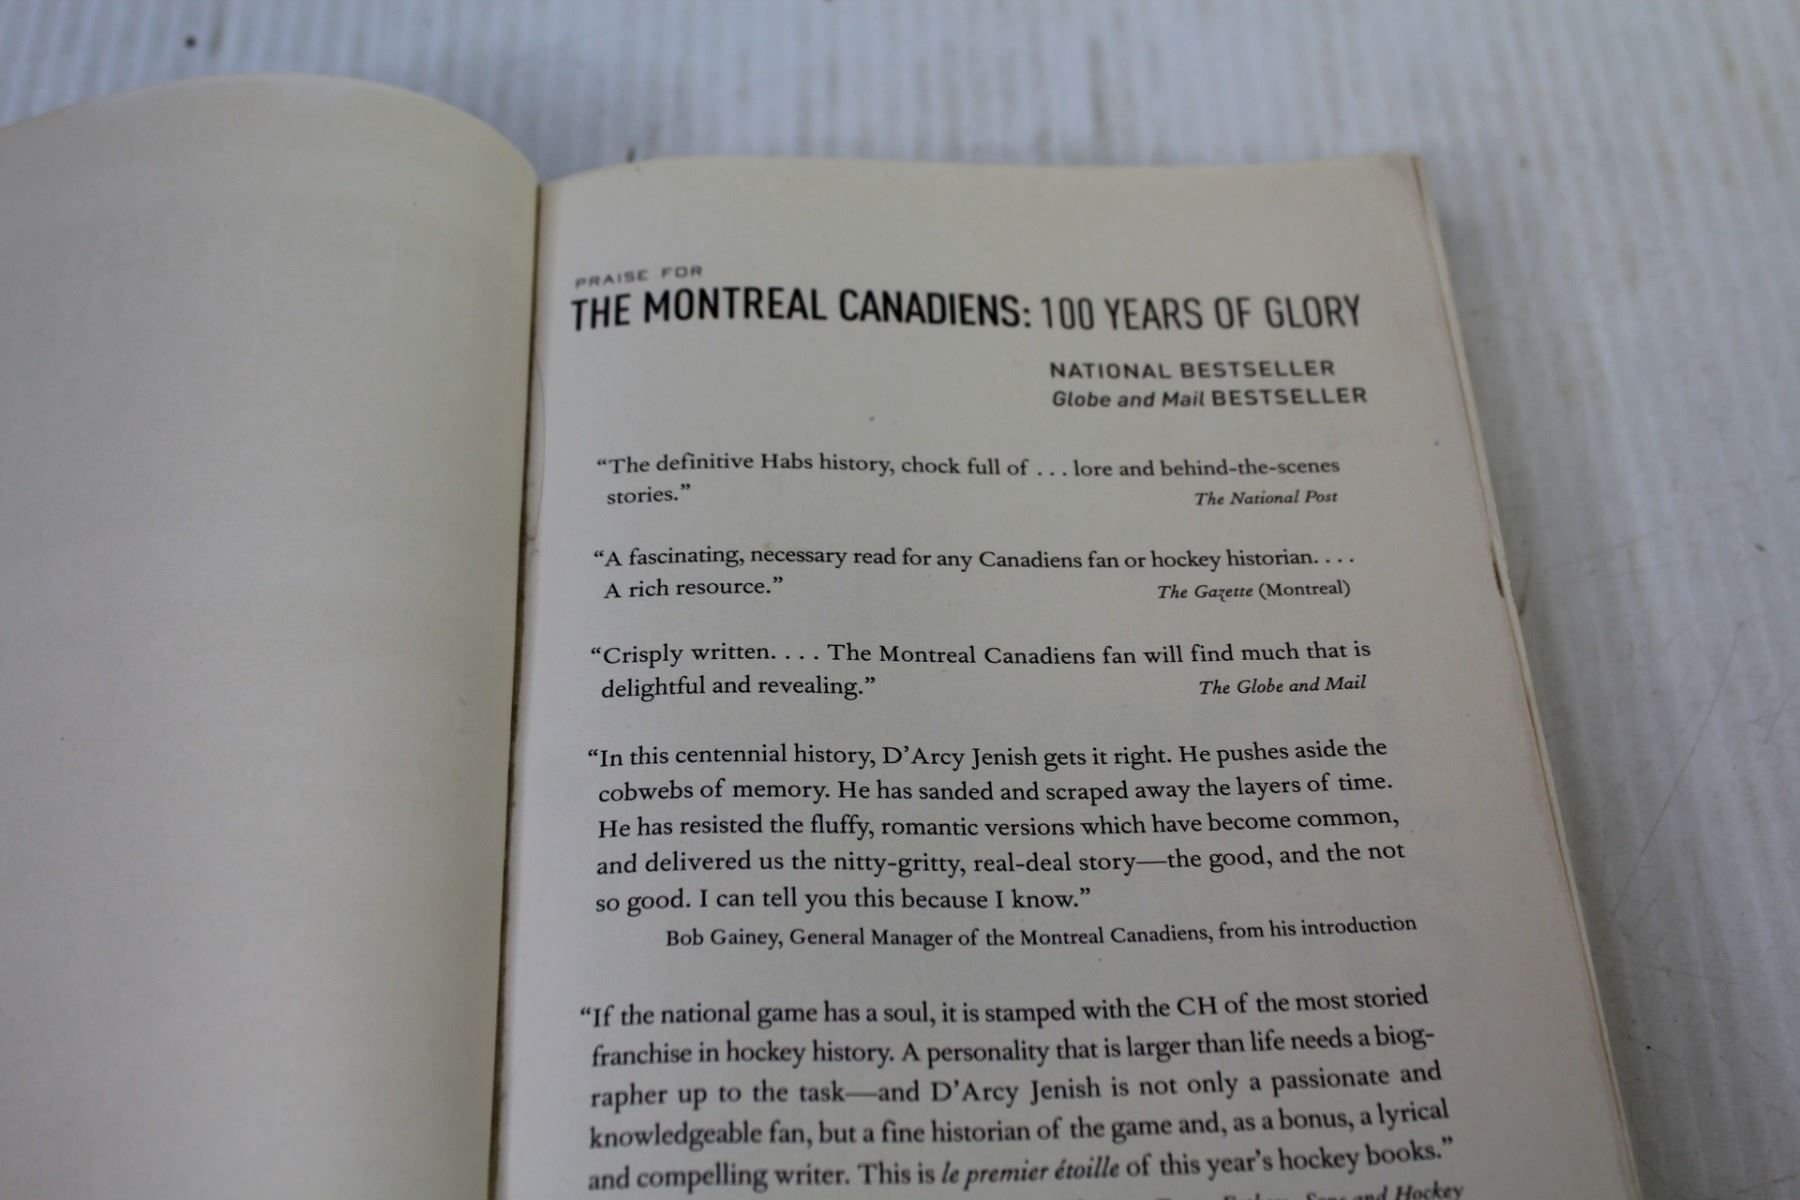 PRAISE FOR
THE MONTREAL CANADIENS: 100 YEARS OF GLORY
NATIONAL BESTSELLER
Globe and Mail BESTSELLER
“The definitive Habs history, chock full of . . . lore and behind-the-scenes
stories.” The National Post
“A fascinating, necessary read for any Canadiens fan or hockey historian. . . .
A rich resource.” The Gazette (Montreal)
“Crisply written. . . . The Montreal Canadiens fan will find much that is
delightful and revealing.” The Globe and Mail
“In this centennial history, D’Arcy Jenish gets it right. He pushes aside the
cobwebs of memory. He has sanded and scraped away the layers of time.
He has resisted the fluffy, romantic versions which have become common,
and delivered us the nitty-gritty, real-deal story—the good, and the not
so good. I can tell you this because I know.”
Bob Gainey, General Manager of the Montreal Canadiens, from his introduction
“If the national game has a soul, it is stamped with the CH of the most storied
franchise in hockey history. A personality that is larger than life needs a biog-
rapher up to the task—and D’Arcy Jenish is not only a passionate and
knowledgeable fan, but a fine historian of the game and, as a bonus, a lyrical
and compelling writer. This is le premier étoille of this year’s hockey books.”
and Hockey